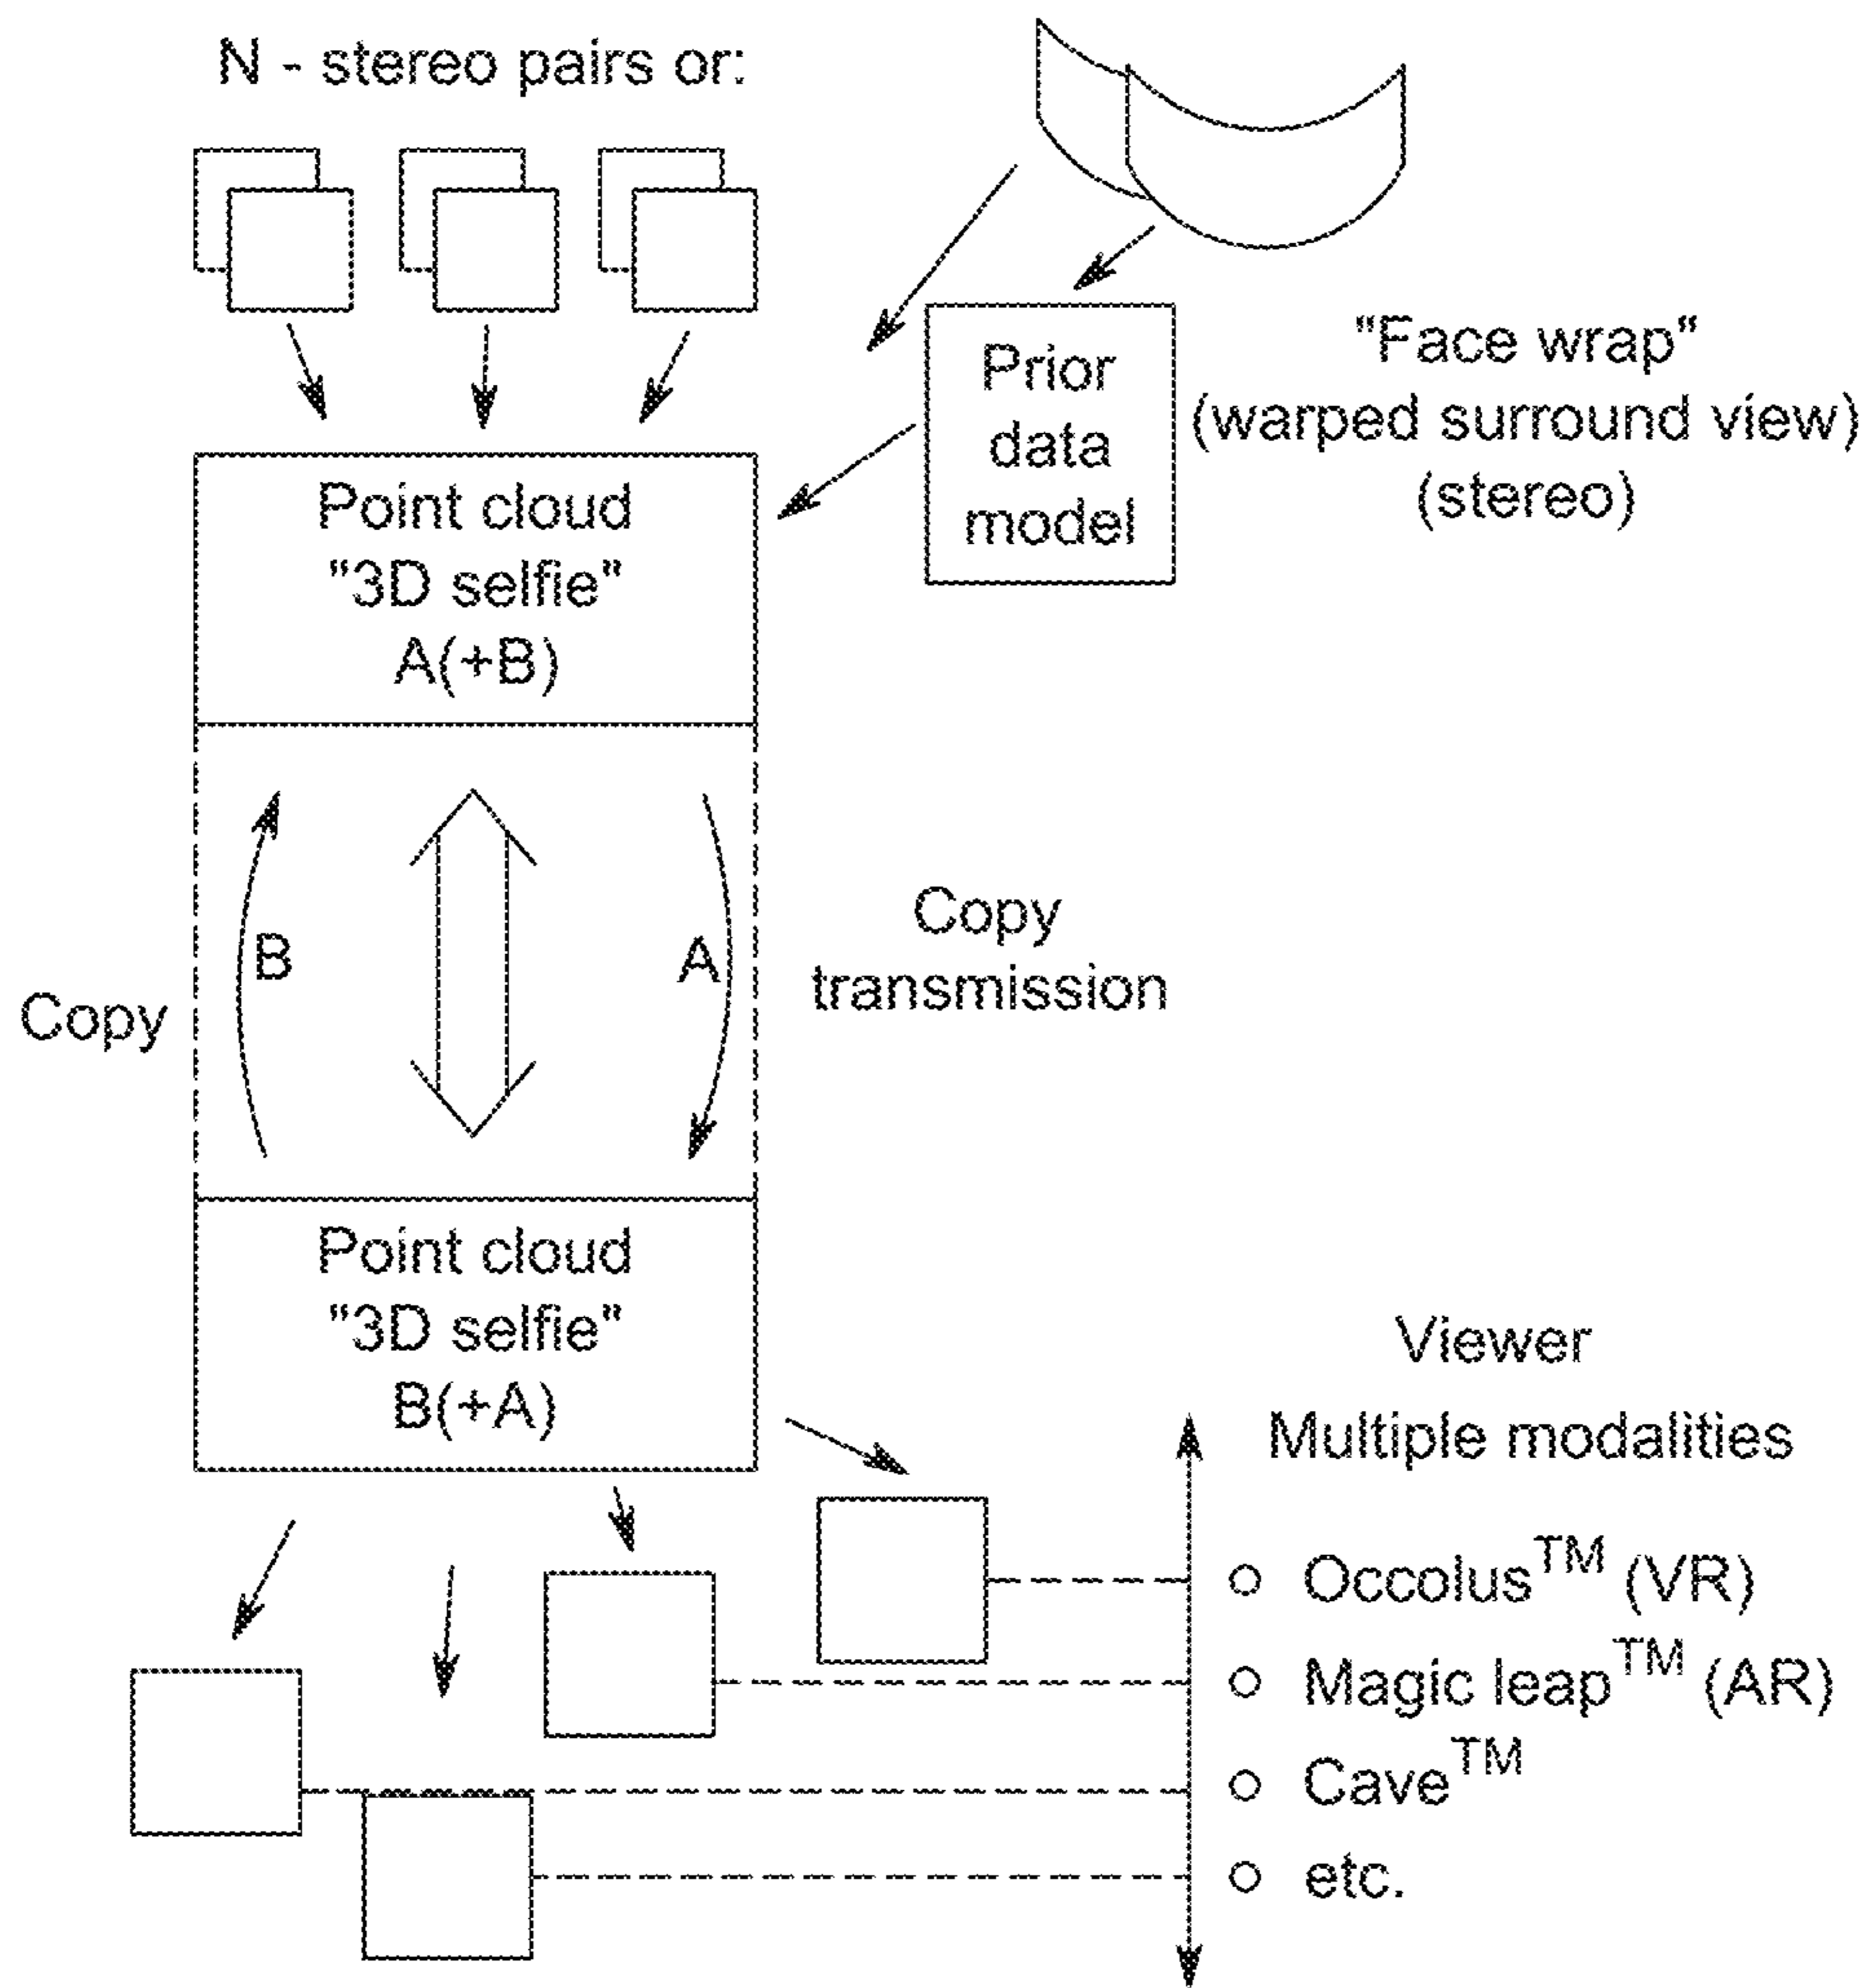 N - stereo pairs or:
Prior
data
model
"Face wrap"
(warped surround view)
(stereo)
Point cloud
"3D selfie"
A(+B)
B
A
Copy
Copy
transmission
Point cloud
"3D selfie"
B(+A)
Viewer
Multiple modalities
Occolus™ (VR)
Magic leap™ (AR)
Cave™
etc.